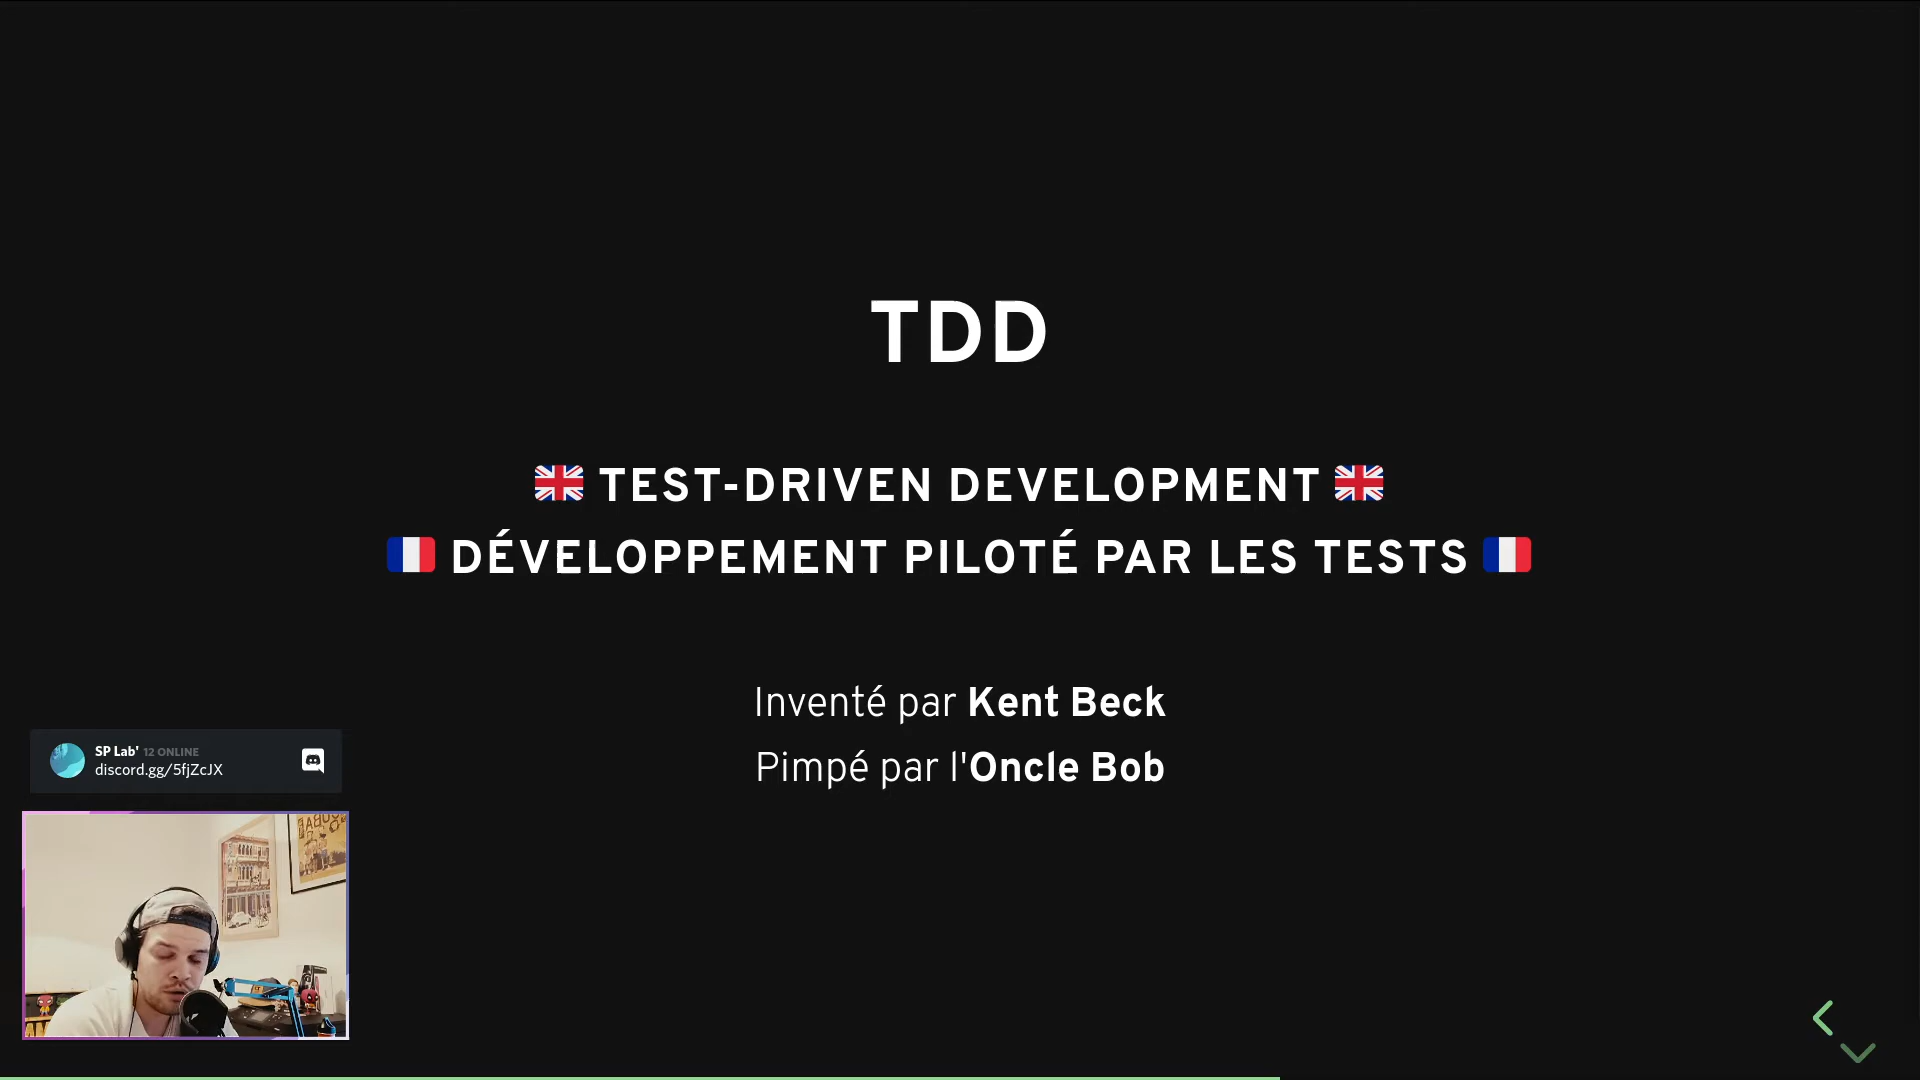 TDD
🇬🇧 TEST-DRIVEN DEVELOPMENT 🇬🇧
🇫🇷 DÉVELOPPEMENT PILOTÉ PAR LES TESTS 🇫🇷
Inventé par Kent Beck
Pimpé par l'Oncle Bob
SP Lab' 12 ONLINE
discord.gg/5fjZcJX